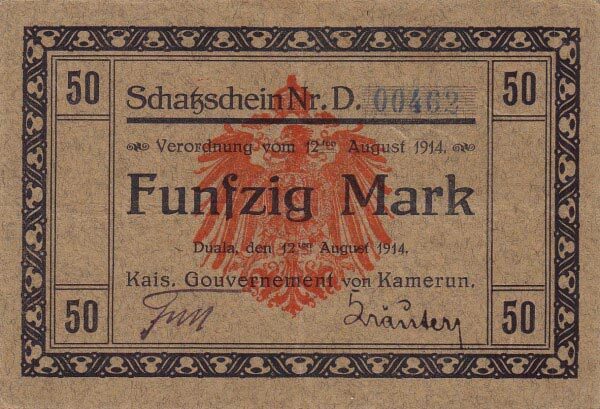 50 50
Schatzschein Nr. D. 00462
Verordnung vom 12ten August 1914.
Funfzig Mark
Duala, den 12ten August 1914.
Kais. Gouvernement von Kamerun.
50 50